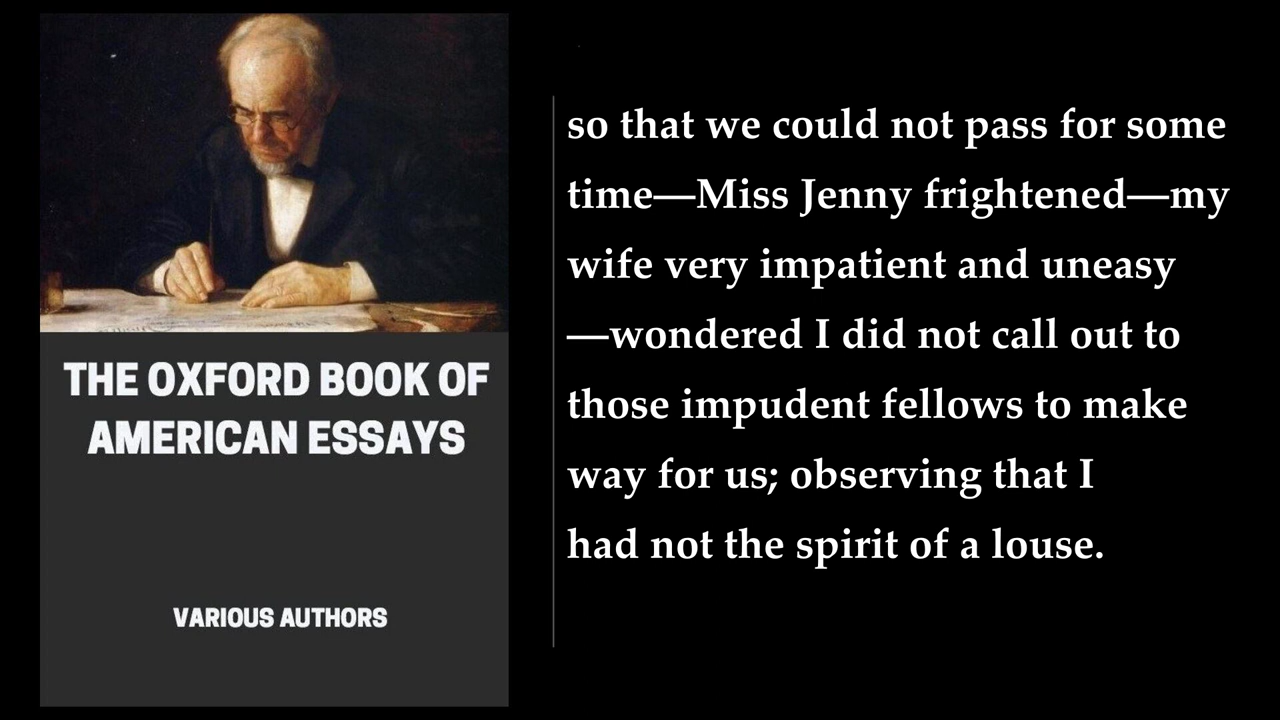 THE OXFORD BOOK OF
AMERICAN ESSAYS
VARIOUS AUTHORS
so that we could not pass for some
time—Miss Jenny frightened—my
wife very impatient and uneasy
—wondered I did not call out to
those impudent fellows to make
way for us; observing that I
had not the spirit of a louse.